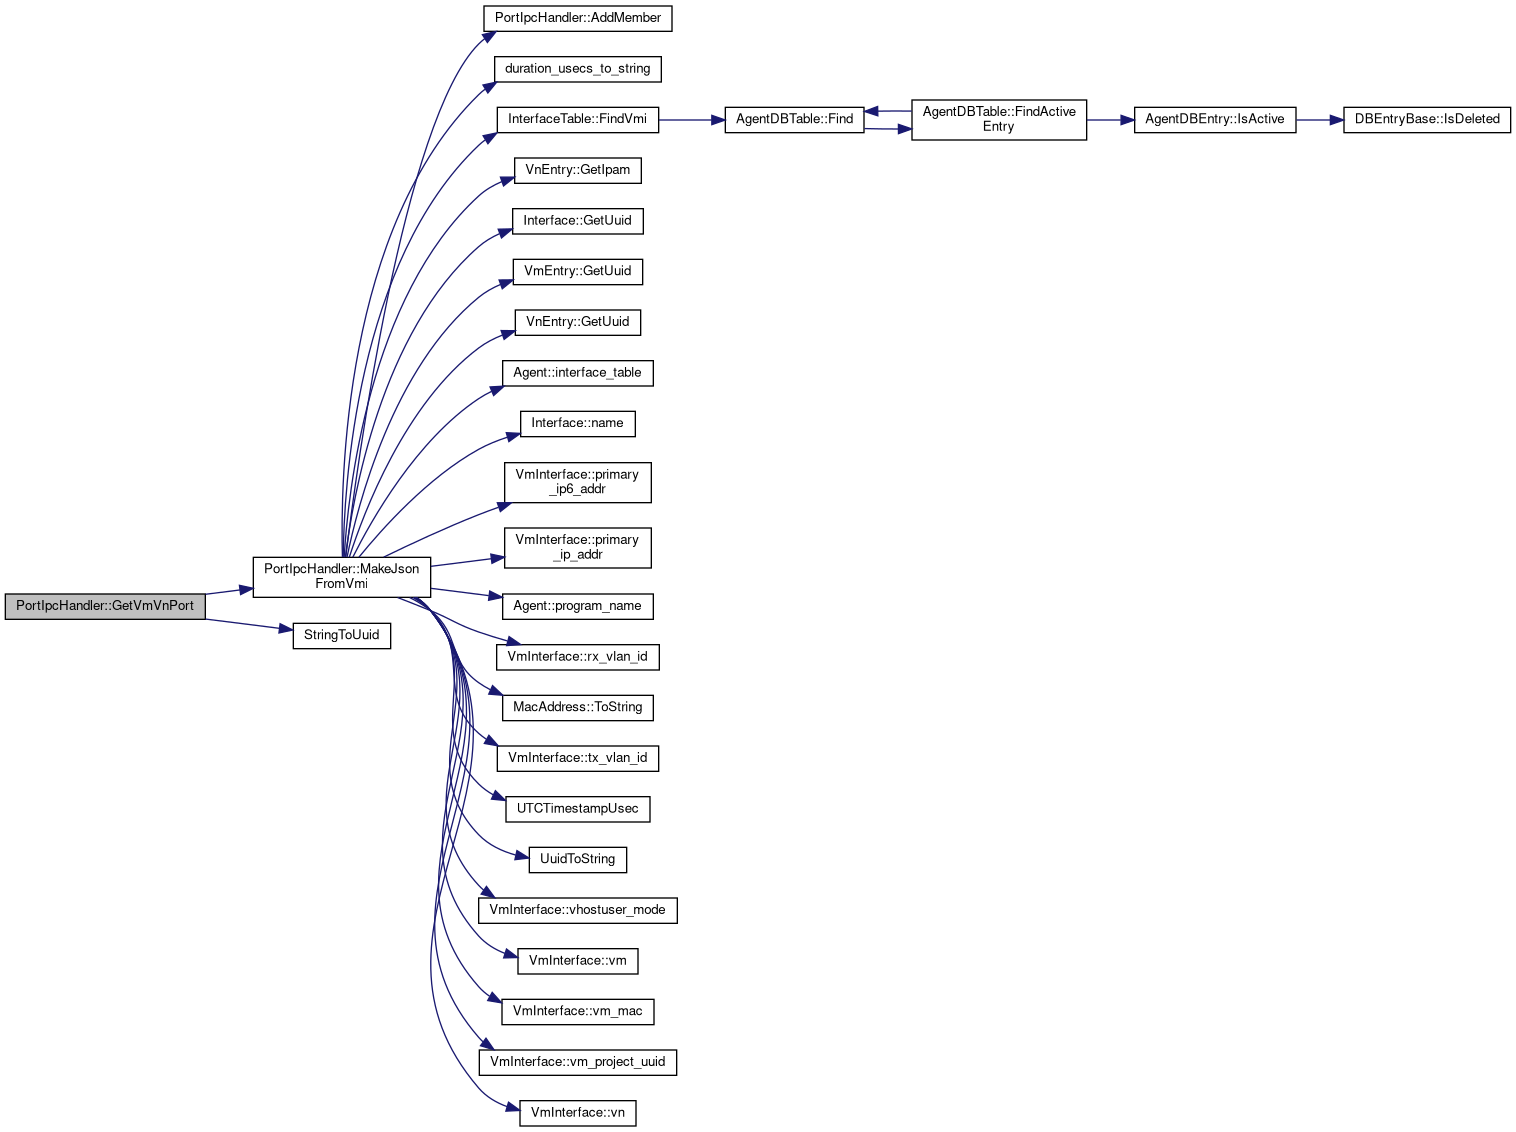 PortIpcHandler::GetVmVnPort
PortIpcHandler::MakeJson
FromVmi
StringToUuid
PortIpcHandler::AddMember
duration_usecs_to_string
InterfaceTable::FindVmi
VnEntry::GetIpam
Interface::GetUuid
VmEntry::GetUuid
VnEntry::GetUuid
Agent::interface_table
Interface::name
VmInterface::primary
_ip6_addr
VmInterface::primary
_ip_addr
Agent::program_name
VmInterface::rx_vlan_id
MacAddress::ToString
VmInterface::tx_vlan_id
UTCTimestampUsec
UuidToString
VmInterface::vhostuser_mode
VmInterface::vm
VmInterface::vm_mac
VmInterface::vm_project_uuid
VmInterface::vn
AgentDBTable::Find
AgentDBTable::FindActive
Entry
AgentDBEntry::IsActive
DBEntryBase::IsDeleted